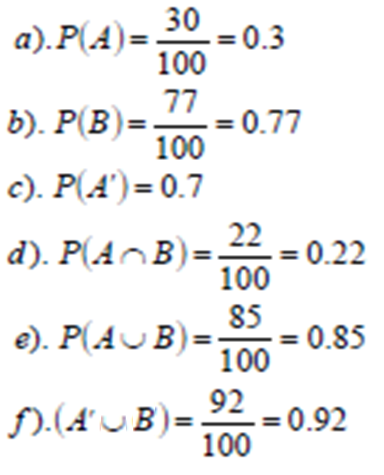 a). P(A) = 30/100 = 0.3
b). P(B) = 77/100 = 0.77
c). P(A') = 0.7
d). P(A ∩ B) = 22/100 = 0.22
e). P(A ∪ B) = 85/100 = 0.85
f).(A' ∪ B) = 92/100 = 0.92